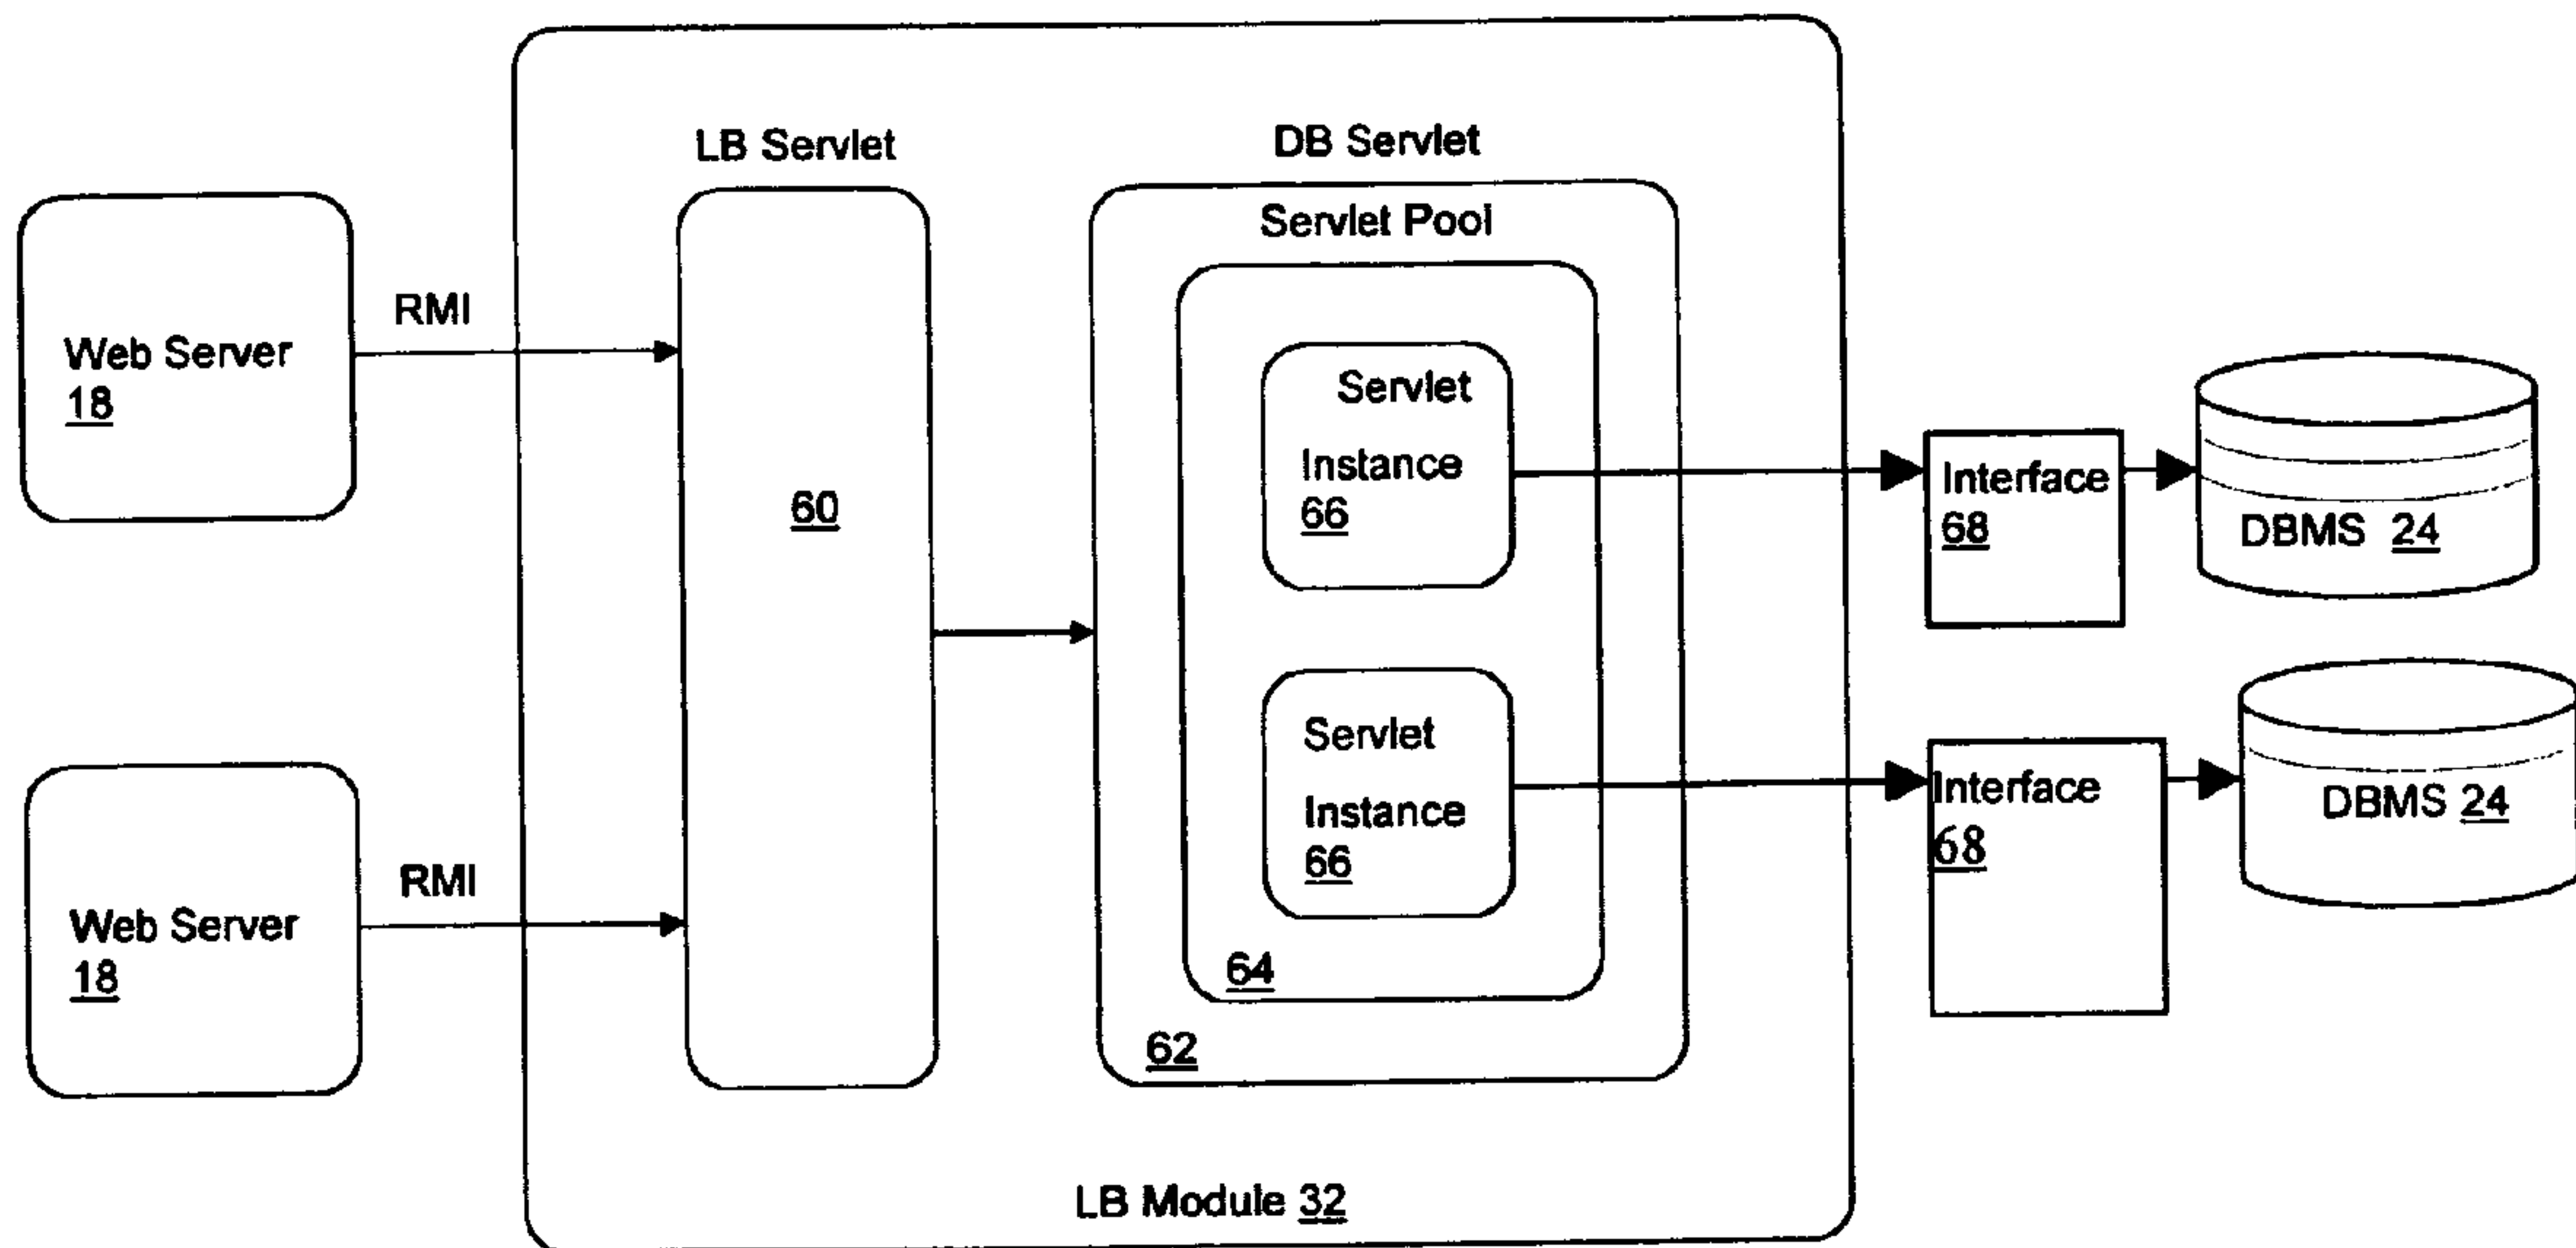 LB Servlet
DB Servlet
Servlet Pool
RMI
Web Server
18
60
Servlet
Instance
66
Interface
68
DBMS 24
Servlet
Instance
66
Interface
68
DBMS 24
RMI
Web Server
18
64
62
LB Module 32